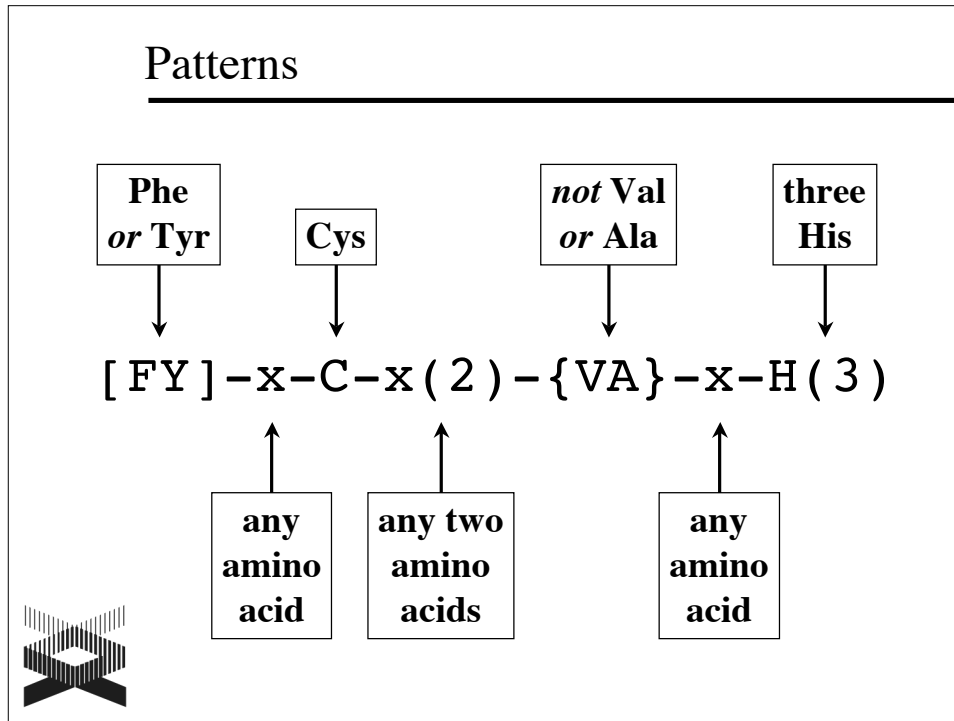 Patterns
Phe
or Tyr
Cys
not Val
or Ala
three
His
[FY]-x-C-x(2)-{VA}-x-H(3)
any
amino
acid
any two
amino
acids
any
amino
acid